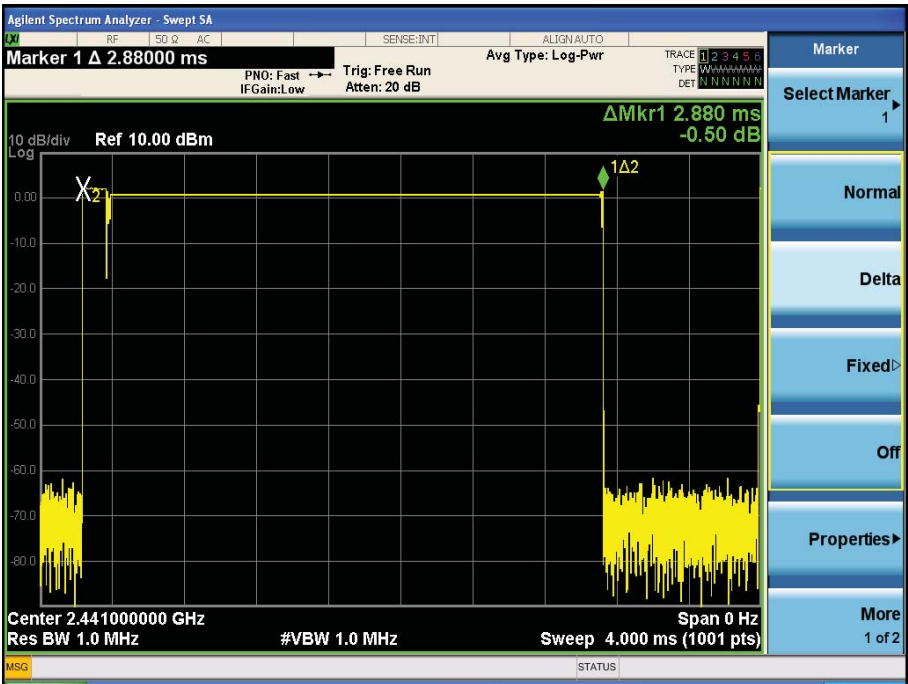 Agilent Spectrum Analyzer - Swept SA
LXI RF 50 Ω AC SENSE:INT ALIGN AUTO
Marker 1 Δ 2.88000 ms
PNO: Fast
IFGain:Low
Trig: Free Run
Atten: 20 dB
Avg Type: Log-Pwr
TRACE 1 2 3 4 5 6
TYPE
DET N N N N N N
ΔMkr1 2.880 ms
-0.50 dB
10 dB/div Ref 10.00 dBm
Log
1Δ2
X2
0.00
-10.0
-20.0
-30.0
-40.0
-50.0
-60.0
-70.0
-80.0
Center 2.441000000 GHz Span 0 Hz
Res BW 1.0 MHz #VBW 1.0 MHz Sweep 4.000 ms (1001 pts)
MSG STATUS
Marker
Select Marker
1
Normal
Delta
Fixed
Off
Properties
More
1 of 2